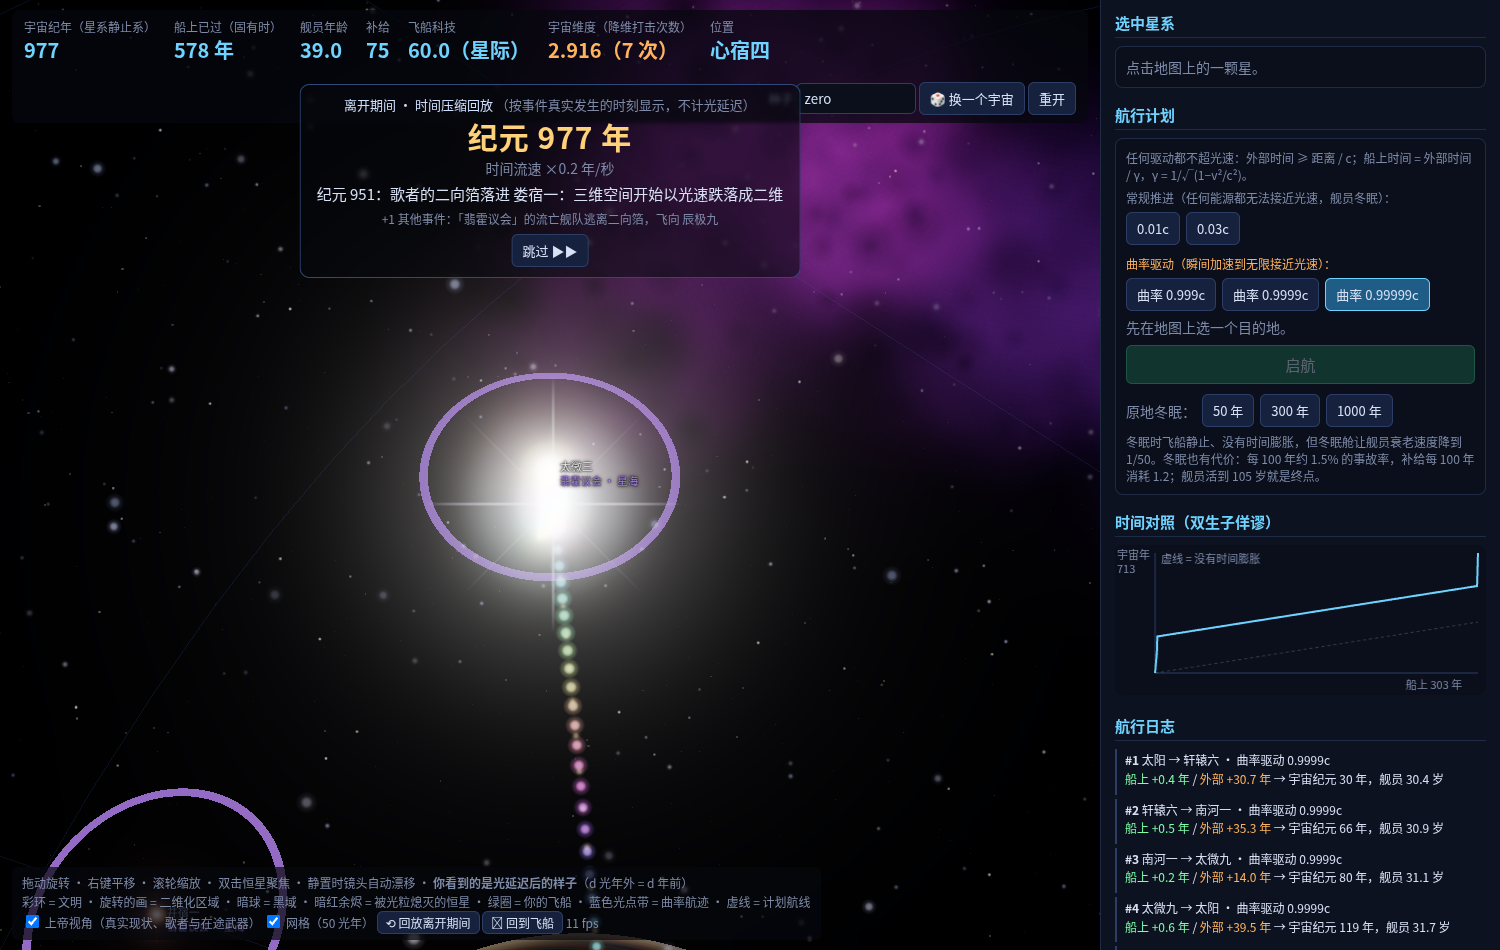 宇宙纪年（星系静止系）
977
船上已过（固有时）
578 年
舰员年龄
39.0
补给
75
飞船科技
60.0（星际）
宇宙维度（降维打击次数）
2.916（7 次）
位置
心宿四
zero
🎲 换一个宇宙
重开
离开期间 · 时间压缩回放 （按事件真实发生的时刻显示，不计光延迟）
纪元 977 年
时间流速 ×0.2 年/秒
纪元 951：歌者的二向箔落进 娄宿一：三维空间开始以光速跌落成二维
+1 其他事件：「翡霍议会」的流亡舰队逃离二向箔，飞向 辰极九
跳过 ▶▶
太微三
翡霍议会 · 星海
拖动旋转 · 右键平移 · 滚轮缩放 · 双击恒星聚焦 · 静置时镜头自动漂移 · 你看到的是光延迟后的样子（d 光年外 = d 年前）
彩环 = 文明 · 旋转的画 = 二维化区域 · 暗球 = 黑域 · 暗红余烬 = 被光粒熄灭的恒星 · 绿圈 = 你的飞船 · 蓝色光点带 = 曲率航迹 · 虚线 = 计划航线
上帝视角（真实现状、歌者与在途武器）
网格（50 光年）
⟲ 回放离开期间
回到飞船
11 fps
选中星系
点击地图上的一颗星。
航行计划
任何驱动都不超光速：外部时间 ⩾ 距离 / c；船上时间 = 外部时间
/ γ，γ = 1/√(1−v²/c²)。
常规推进（任何能源都无法接近光速，舰员冬眠）：
0.01c
0.03c
曲率驱动（瞬间加速到无限接近光速）：
曲率 0.999c
曲率 0.9999c
曲率 0.99999c
先在地图上选一个目的地。
启航
原地冬眠：
50 年
300 年
1000 年
冬眠时飞船静止、没有时间膨胀，但冬眠舱让舰员衰老速度降到
1/50。冬眠也有代价：每 100 年约 1.5% 的事故率，补给每 100 年
消耗 1.2；舰员活到 105 岁就是终点。
时间对照（双生子佯谬）
宇宙年
713
虚线 = 没有时间膨胀
船上 303 年
航行日志
#1 太阳 → 轩辕六 · 曲率驱动 0.9999c
船上 +0.4 年 / 外部 +30.7 年 → 宇宙纪元 30 年，舰员 30.4 岁
#2 轩辕六 → 南河一 · 曲率驱动 0.9999c
船上 +0.5 年 / 外部 +35.3 年 → 宇宙纪元 66 年，舰员 30.9 岁
#3 南河一 → 太微九 · 曲率驱动 0.9999c
船上 +0.2 年 / 外部 +14.0 年 → 宇宙纪元 80 年，舰员 31.1 岁
#4 太微九 → 太阳 · 曲率驱动 0.9999c
船上 +0.6 年 / 外部 +39.5 年 → 宇宙纪元 119 年，舰员 31.7 岁